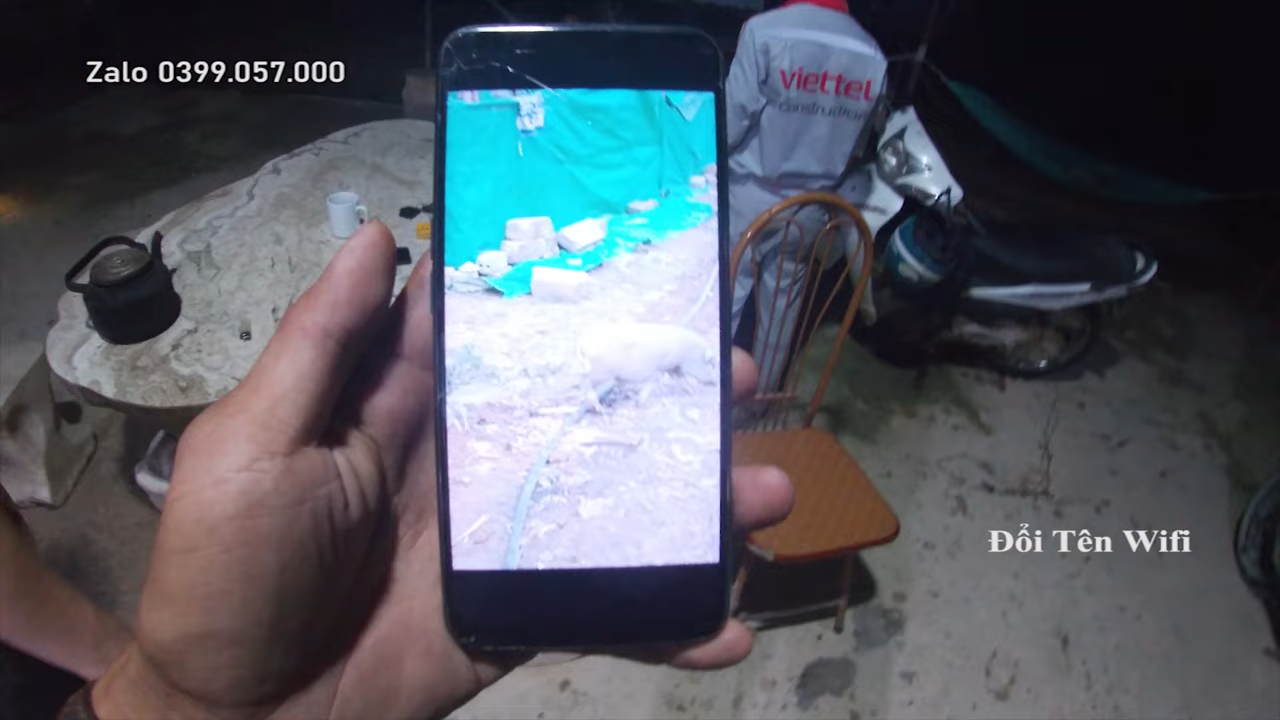 Zalo 0399.057.000
viettel
construction
Đổi Tên Wifi